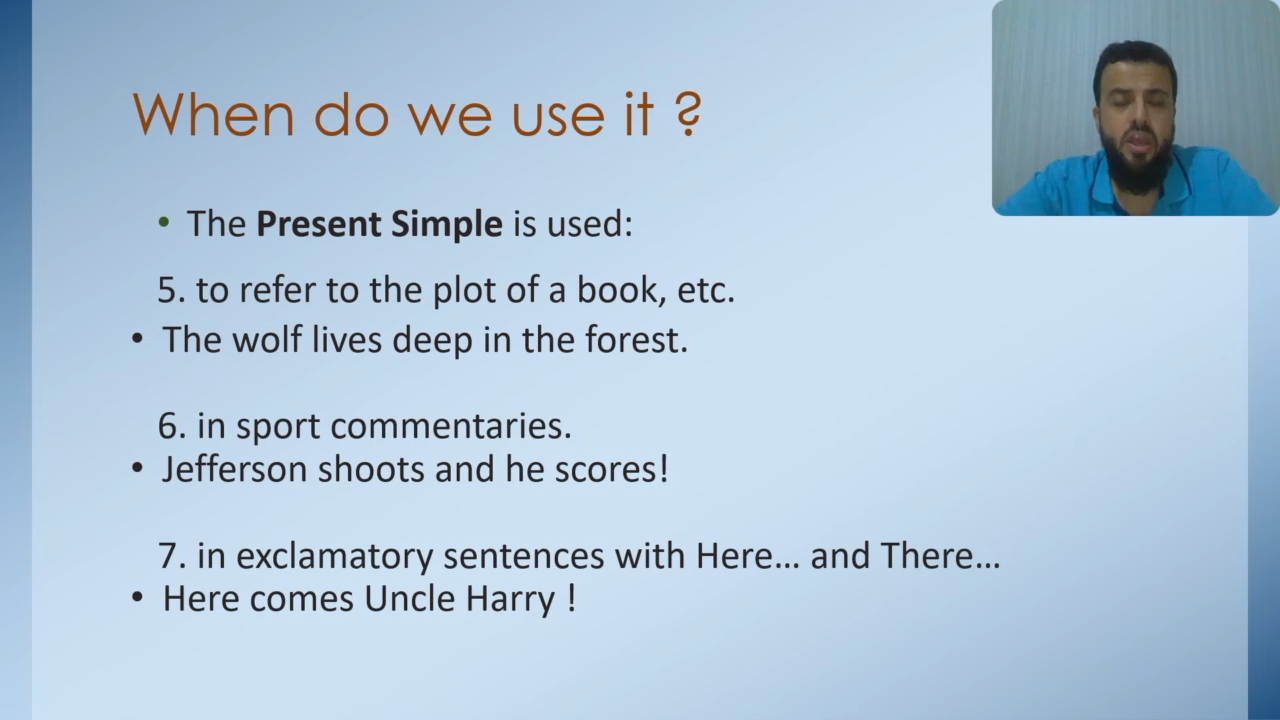 When do we use it ?
• The Present Simple is used:
5. to refer to the plot of a book, etc.
• The wolf lives deep in the forest.
6. in sport commentaries.
• Jefferson shoots and he scores!
7. in exclamatory sentences with Here... and There...
• Here comes Uncle Harry !